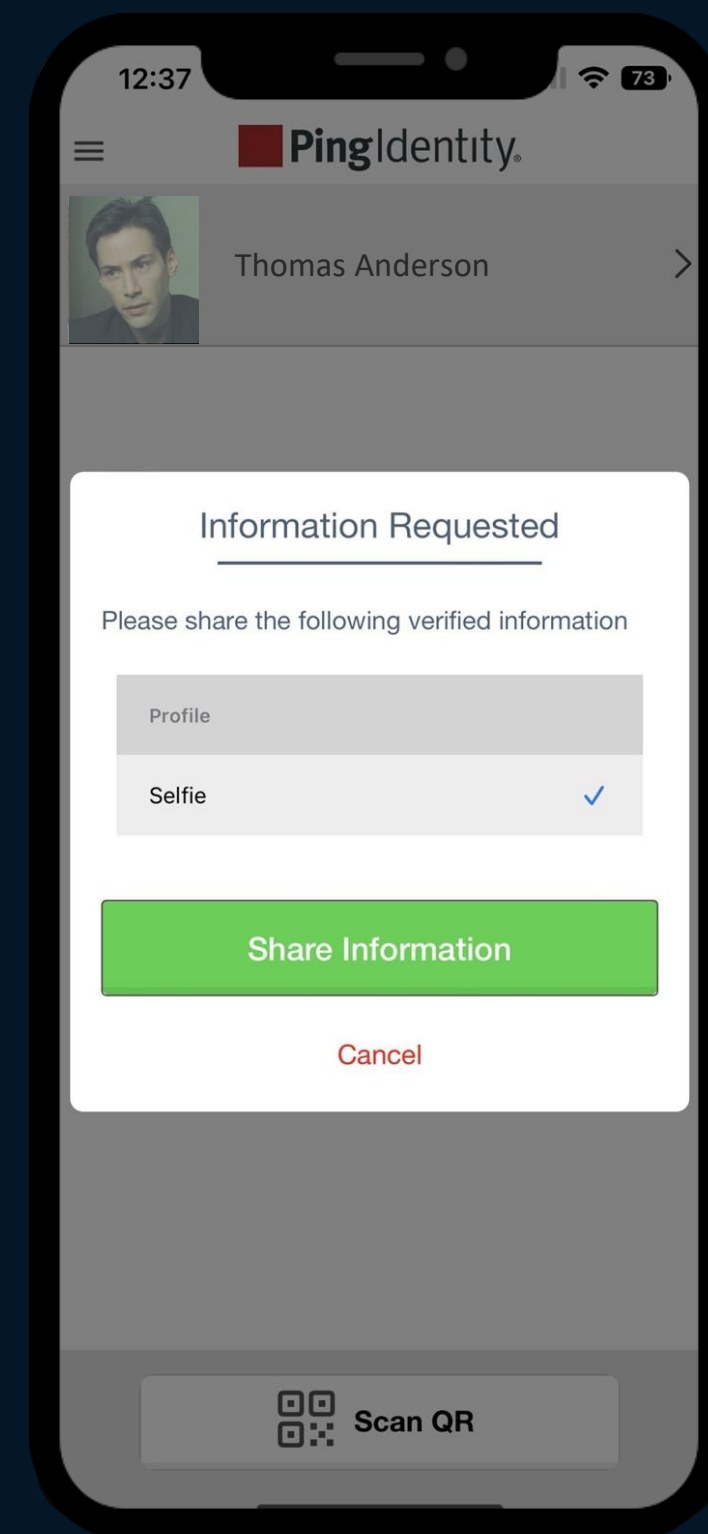 12:37
73
PingIdentity®
Thomas Anderson
Information Requested
Please share the following verified information
Profile
Selfie
Share Information
Cancel
Scan QR